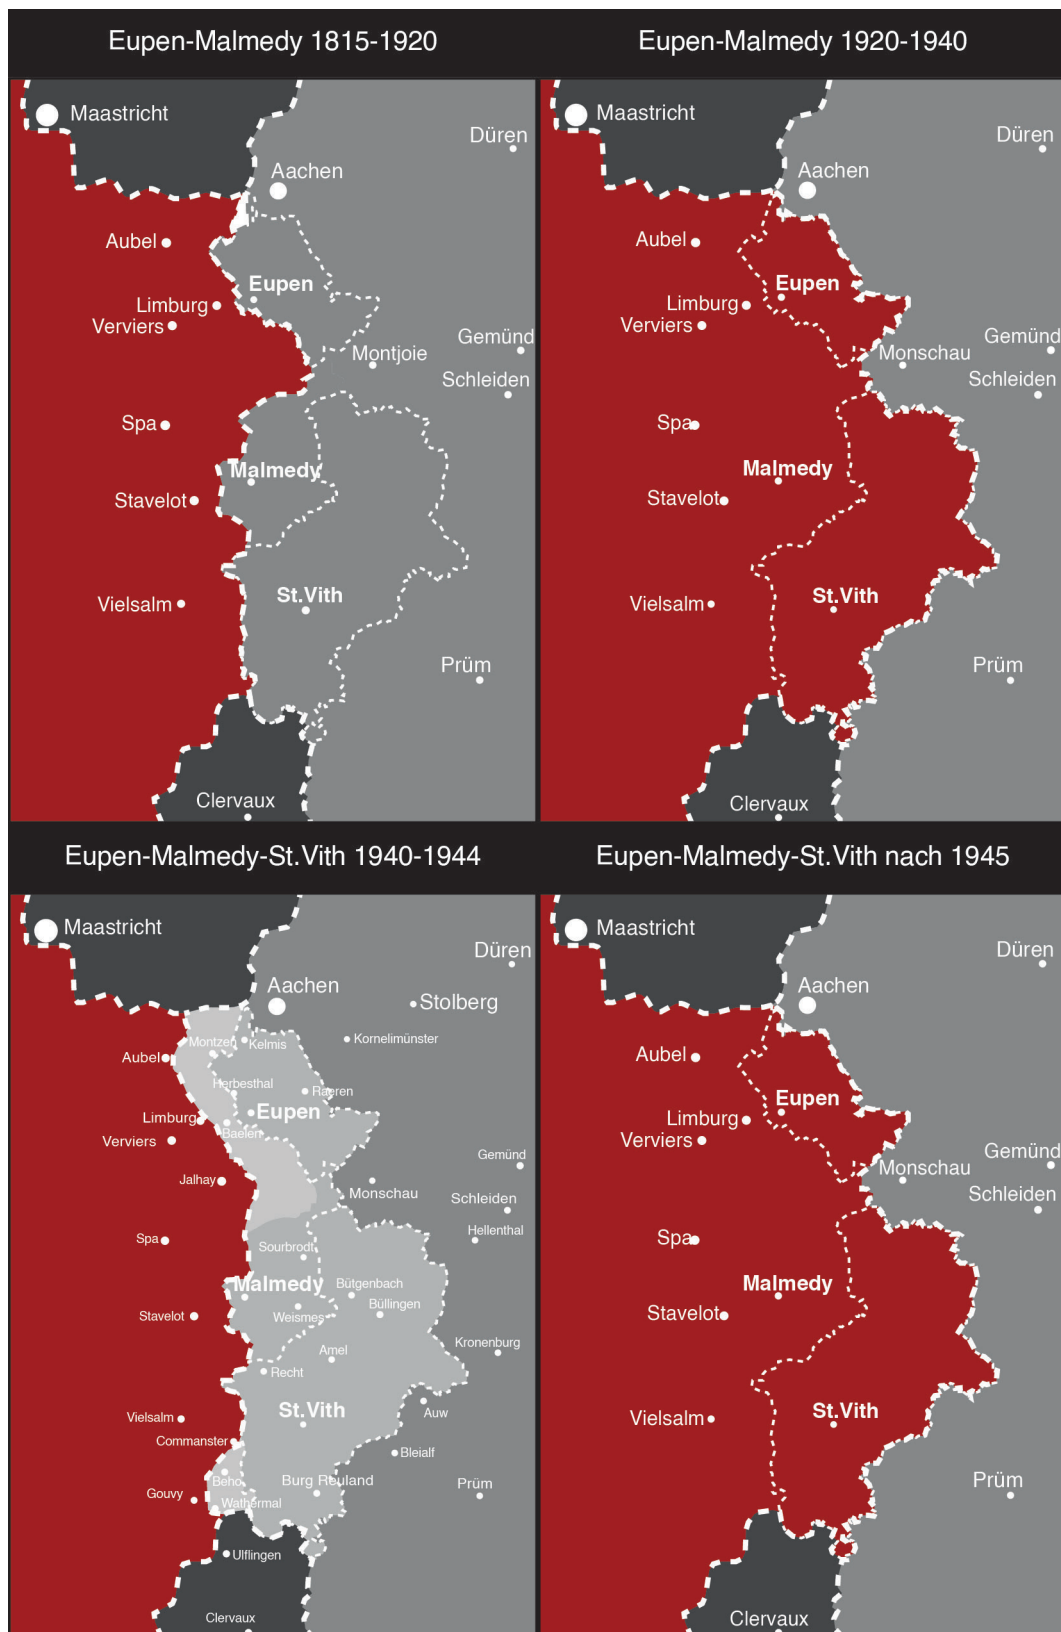 Eupen-Malmedy 1815-1920
Maastricht
Düren
Aachen
Aubel
Eupen
Limburg
Verviers
Gemünd
Montjoie
Schleiden
Spa
Malmedy
Stavelot
St.Vith
Vielsalm
Prüm
Clervaux
Eupen-Malmedy 1920-1940
Maastricht
Düren
Aachen
Aubel
Eupen
Limburg
Verviers
Gemünd
Monschau
Schleiden
Spa
Malmedy
Stavelot
St.Vith
Vielsalm
Prüm
Clervaux
Eupen-Malmedy-St.Vith 1940-1944
Maastricht
Düren
Aachen
Stolberg
Montzen
Kelmis
Kornelimünster
Aubel
Herbesthal
Raeren
Eupen
Limburg
Baelen
Verviers
Gemünd
Jalhay
Monschau
Schleiden
Spa
Sourbrodt
Hellenthal
Malmedy
Bütgenbach
Büllingen
Stavelot
Weismes
Amel
Kronenburg
Recht
St.Vith
Vielsalm
Auw
Commanster
Bleialf
Beho
Burg Reuland
Prüm
Gouvy
Wathermal
Ulflingen
Clervaux
Eupen-Malmedy-St.Vith nach 1945
Maastricht
Düren
Aachen
Aubel
Eupen
Limburg
Verviers
Gemünd
Monschau
Schleiden
Spa
Malmedy
Stavelot
St.Vith
Vielsalm
Prüm
Clervaux